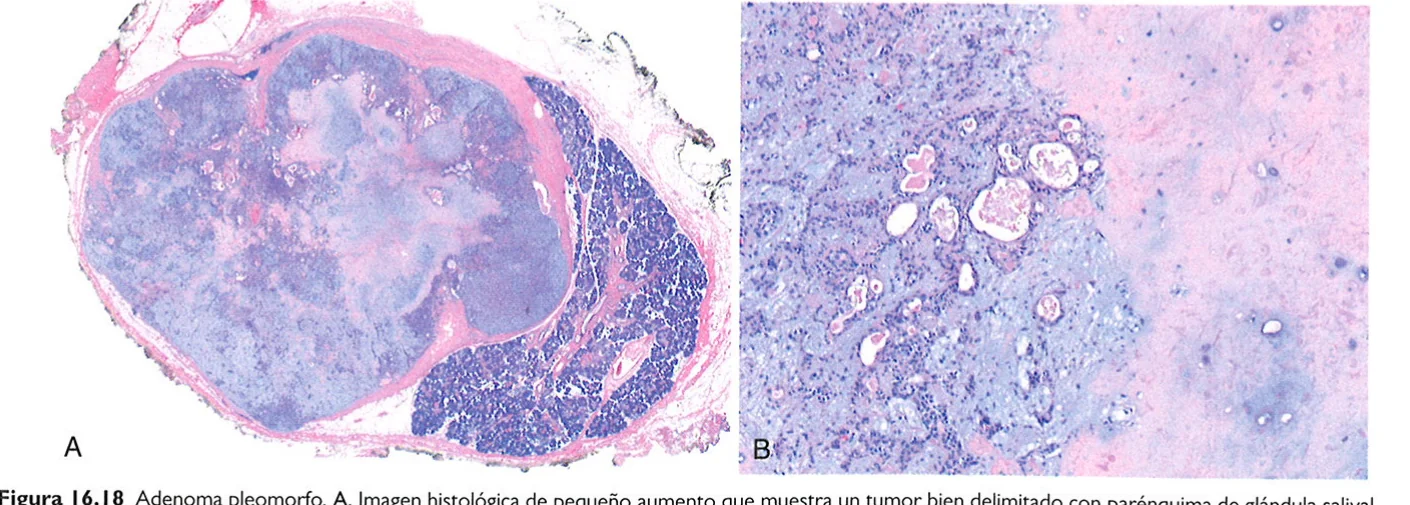 A
B
Figura 16.18 Adenoma pleomorfo. A. Imagen histológica de pequeño aumento que muestra un tumor bien delimitado con parénquima de glándula salival